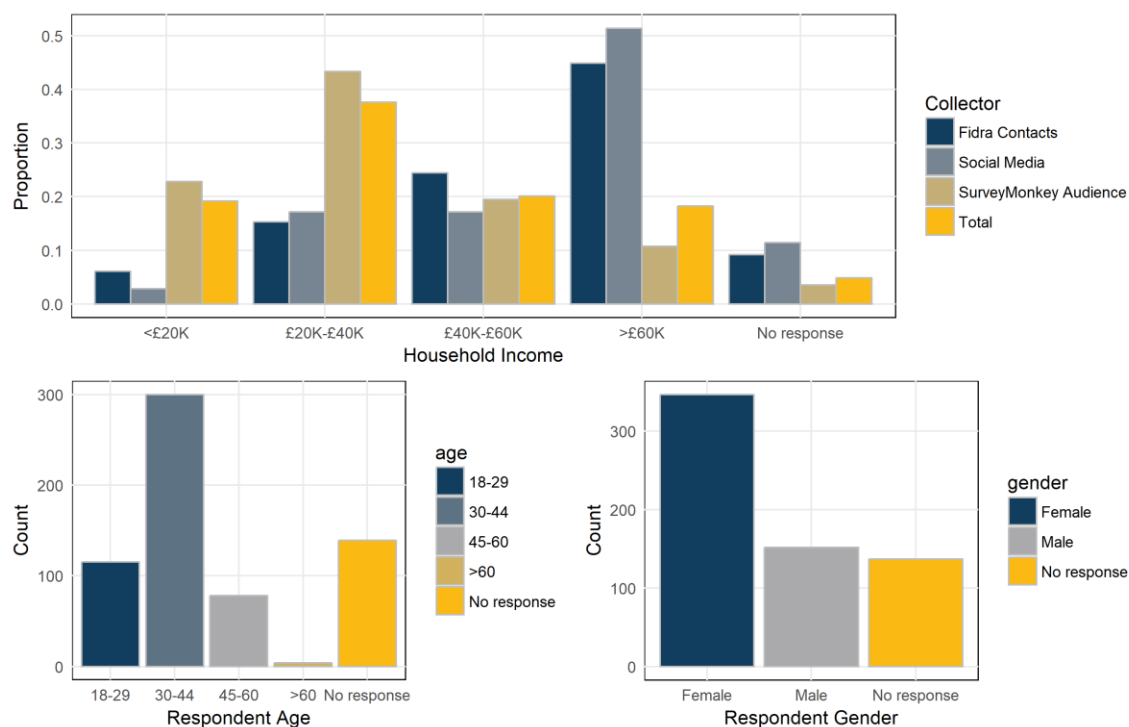 0.5
0.4
0.3
0.2
0.1
0.0
Proportion
<£20K
£20K-£40K
£40K-£60K
>£60K
No response
Household Income
Collector
Fidra Contacts
Social Media
SurveyMonkey Audience
Total
300
200
100
0
Count
18-29
30-44
45-60
>60
No response
Respondent Age
age
18-29
30-44
45-60
>60
No response
300
200
100
0
Count
Female
Male
No response
Respondent Gender
gender
Female
Male
No response